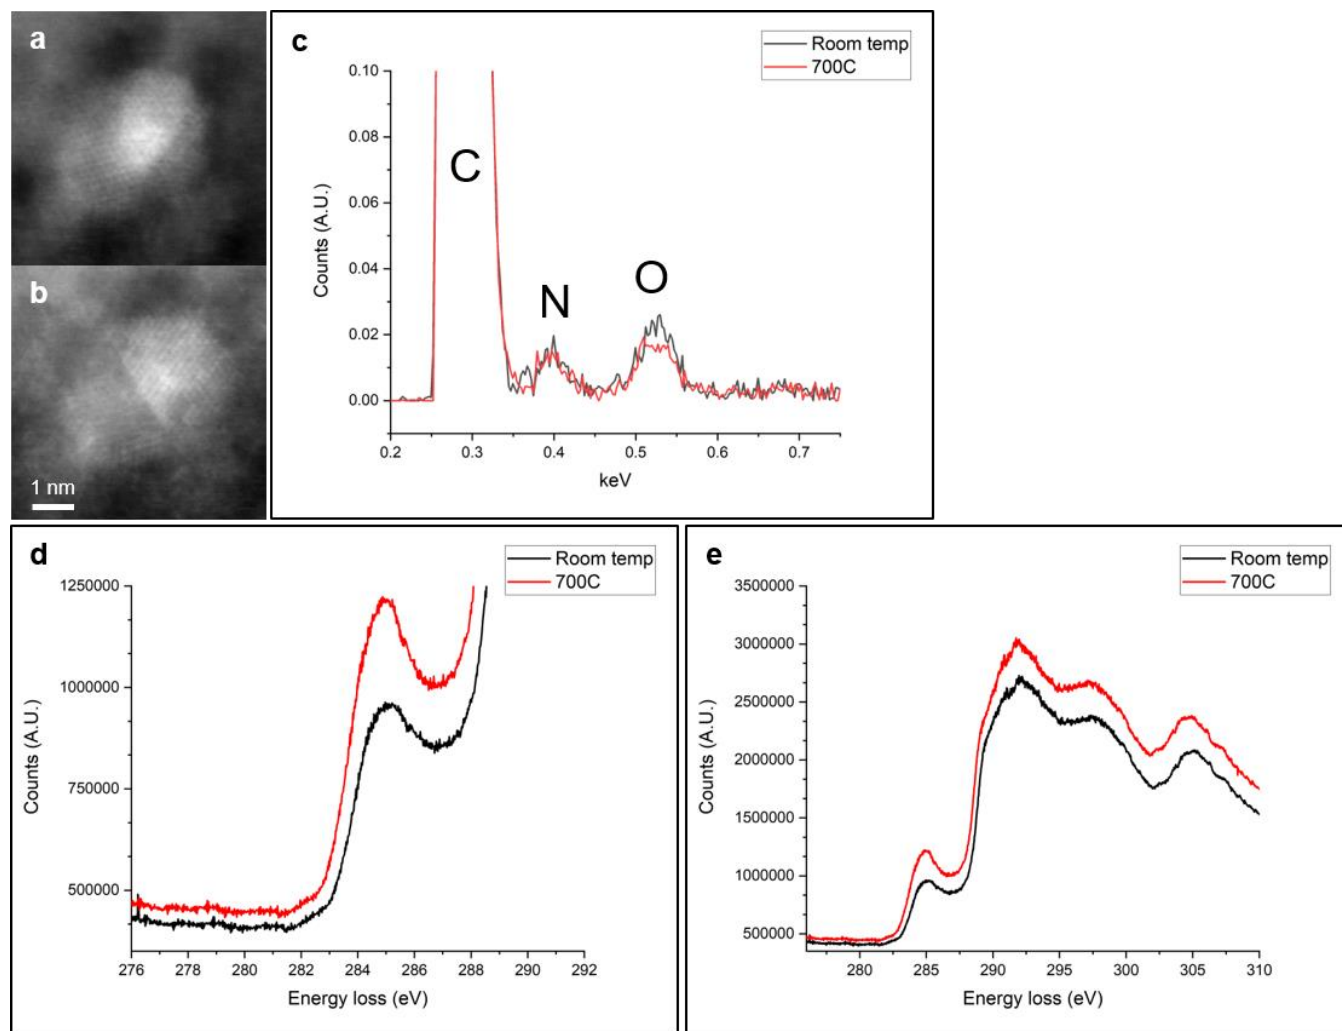 a
b
1 nm
c
Room temp
700C
0.10
0.08
0.06
0.04
0.02
0.00
Counts (A.U.)
C
N
O
0.2 0.3 0.4 0.5 0.6 0.7
keV
d
Room temp
700C
1250000
1000000
750000
500000
Counts (A.U.)
276 278 280 282 284 286 288 290 292
Energy loss (eV)
e
Room temp
700C
3500000
3000000
2500000
2000000
1500000
1000000
500000
Counts (A.U.)
280 285 290 295 300 305 310
Energy loss (eV)